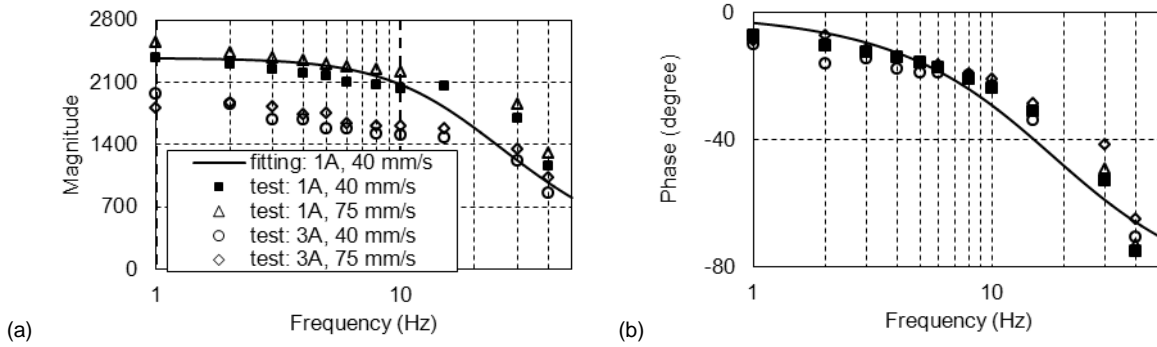 2800
2100
1400
700
0
Magnitude
fitting: 1A, 40 mm/s
test: 1A, 40 mm/s
test: 1A, 75 mm/s
test: 3A, 40 mm/s
test: 3A, 75 mm/s
1 10
Frequency (Hz)
(a)
0
-40
-80
Phase (degree)
1 10
Frequency (Hz)
(b)